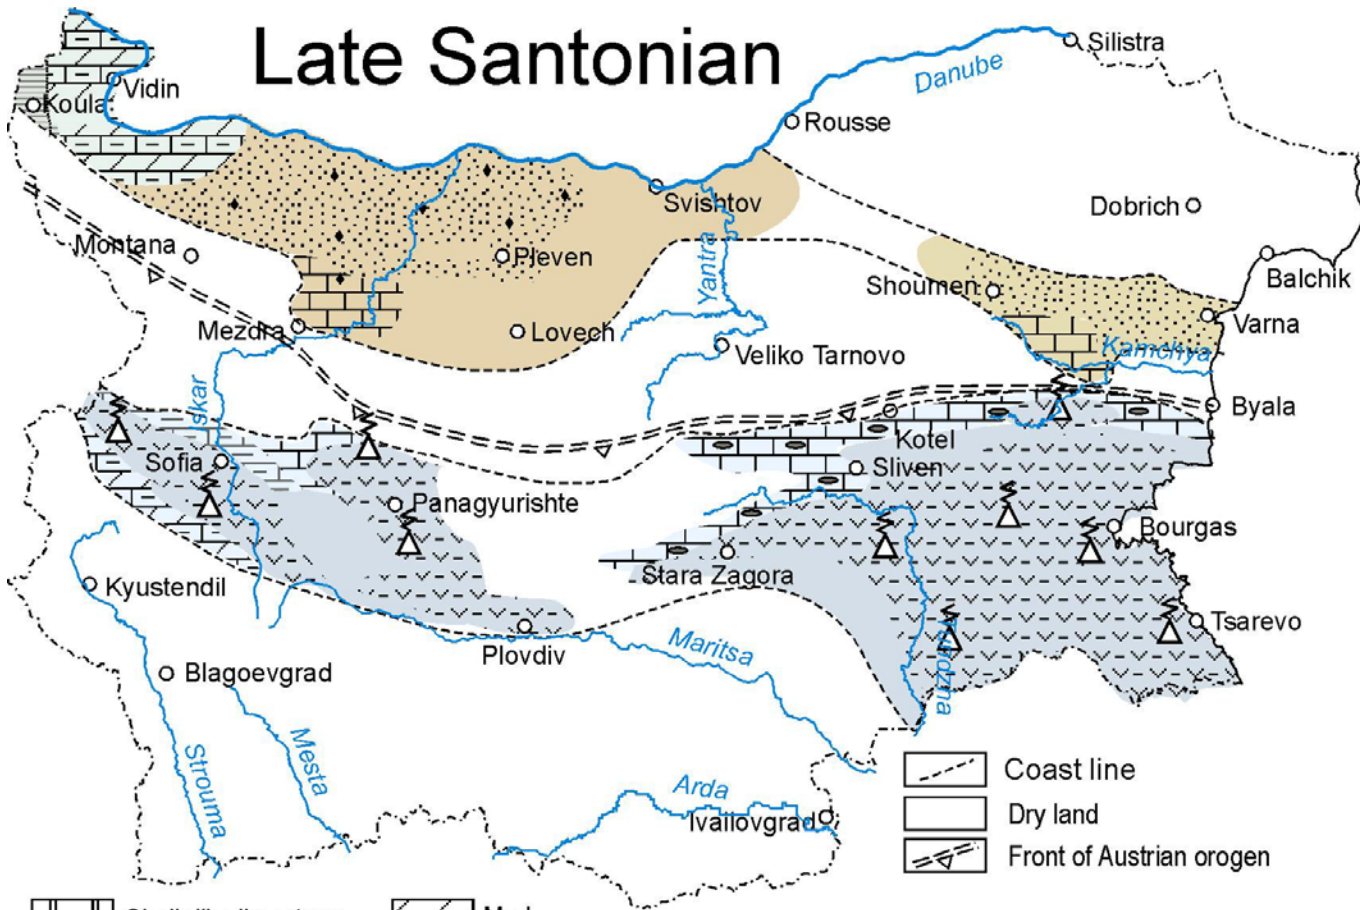 Late Santonian
Silistra
Danube
Vidin
Koula
Rousse
Svishtov
Dobrich
Montana
Pleven
Yantra
Balchik
Shoumen
Mezdra
Lovech
Varna
Veliko Tarnovo
Kamchya
Iskar
Byala
Kotel
Sofia
Sliven
Panagyurishte
Bourgas
Stara Zagora
Kyustendil
Tsarevo
Maritsa
Plovdiv
Blagoevgrad
Mesta
Strouma
Arda
Ivailovgrad
Coast line
Dry land
Front of Austrian orogen